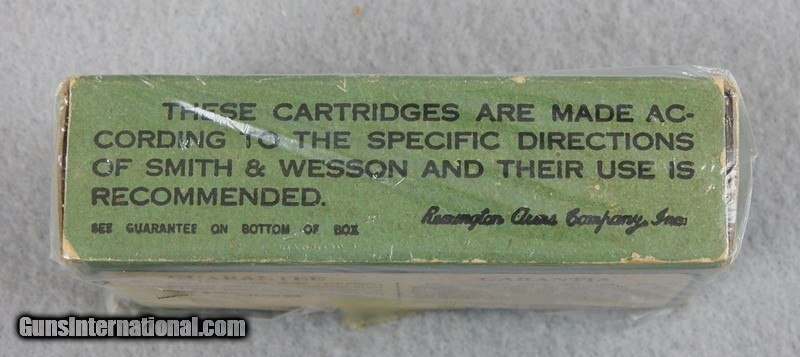 THESE CARTRIDGES ARE MADE AC-
CORDING TO THE SPECIFIC DIRECTIONS
OF SMITH & WESSON AND THEIR USE IS
RECOMMENDED.
SEE GUARANTEE ON BOTTOM OF BOX
Remington Arms Company, Inc.
GUARANTEE
GunsInternational.com